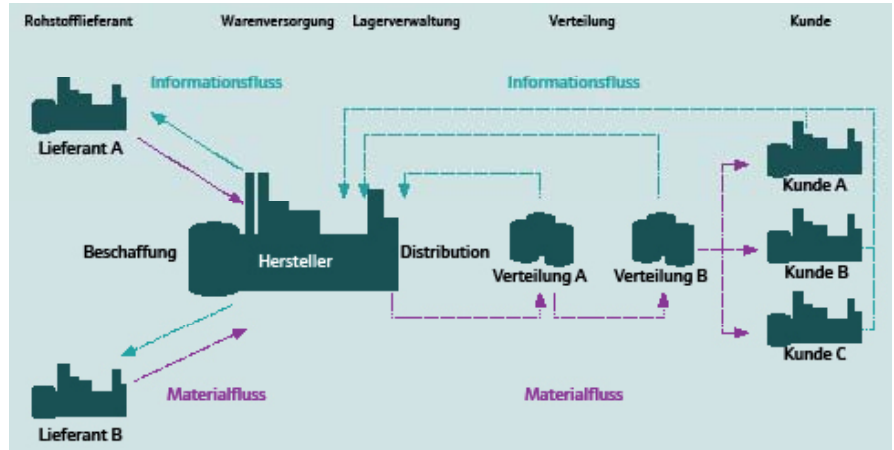 Rohstofflieferant Warenversorgung Lagerverwaltung Verteilung Kunde
Informationsfluss Informationsfluss
Lieferant A
Kunde A
Beschaffung Hersteller Distribution
Verteilung A Verteilung B Kunde B
Kunde C
Materialfluss Materialfluss
Lieferant B